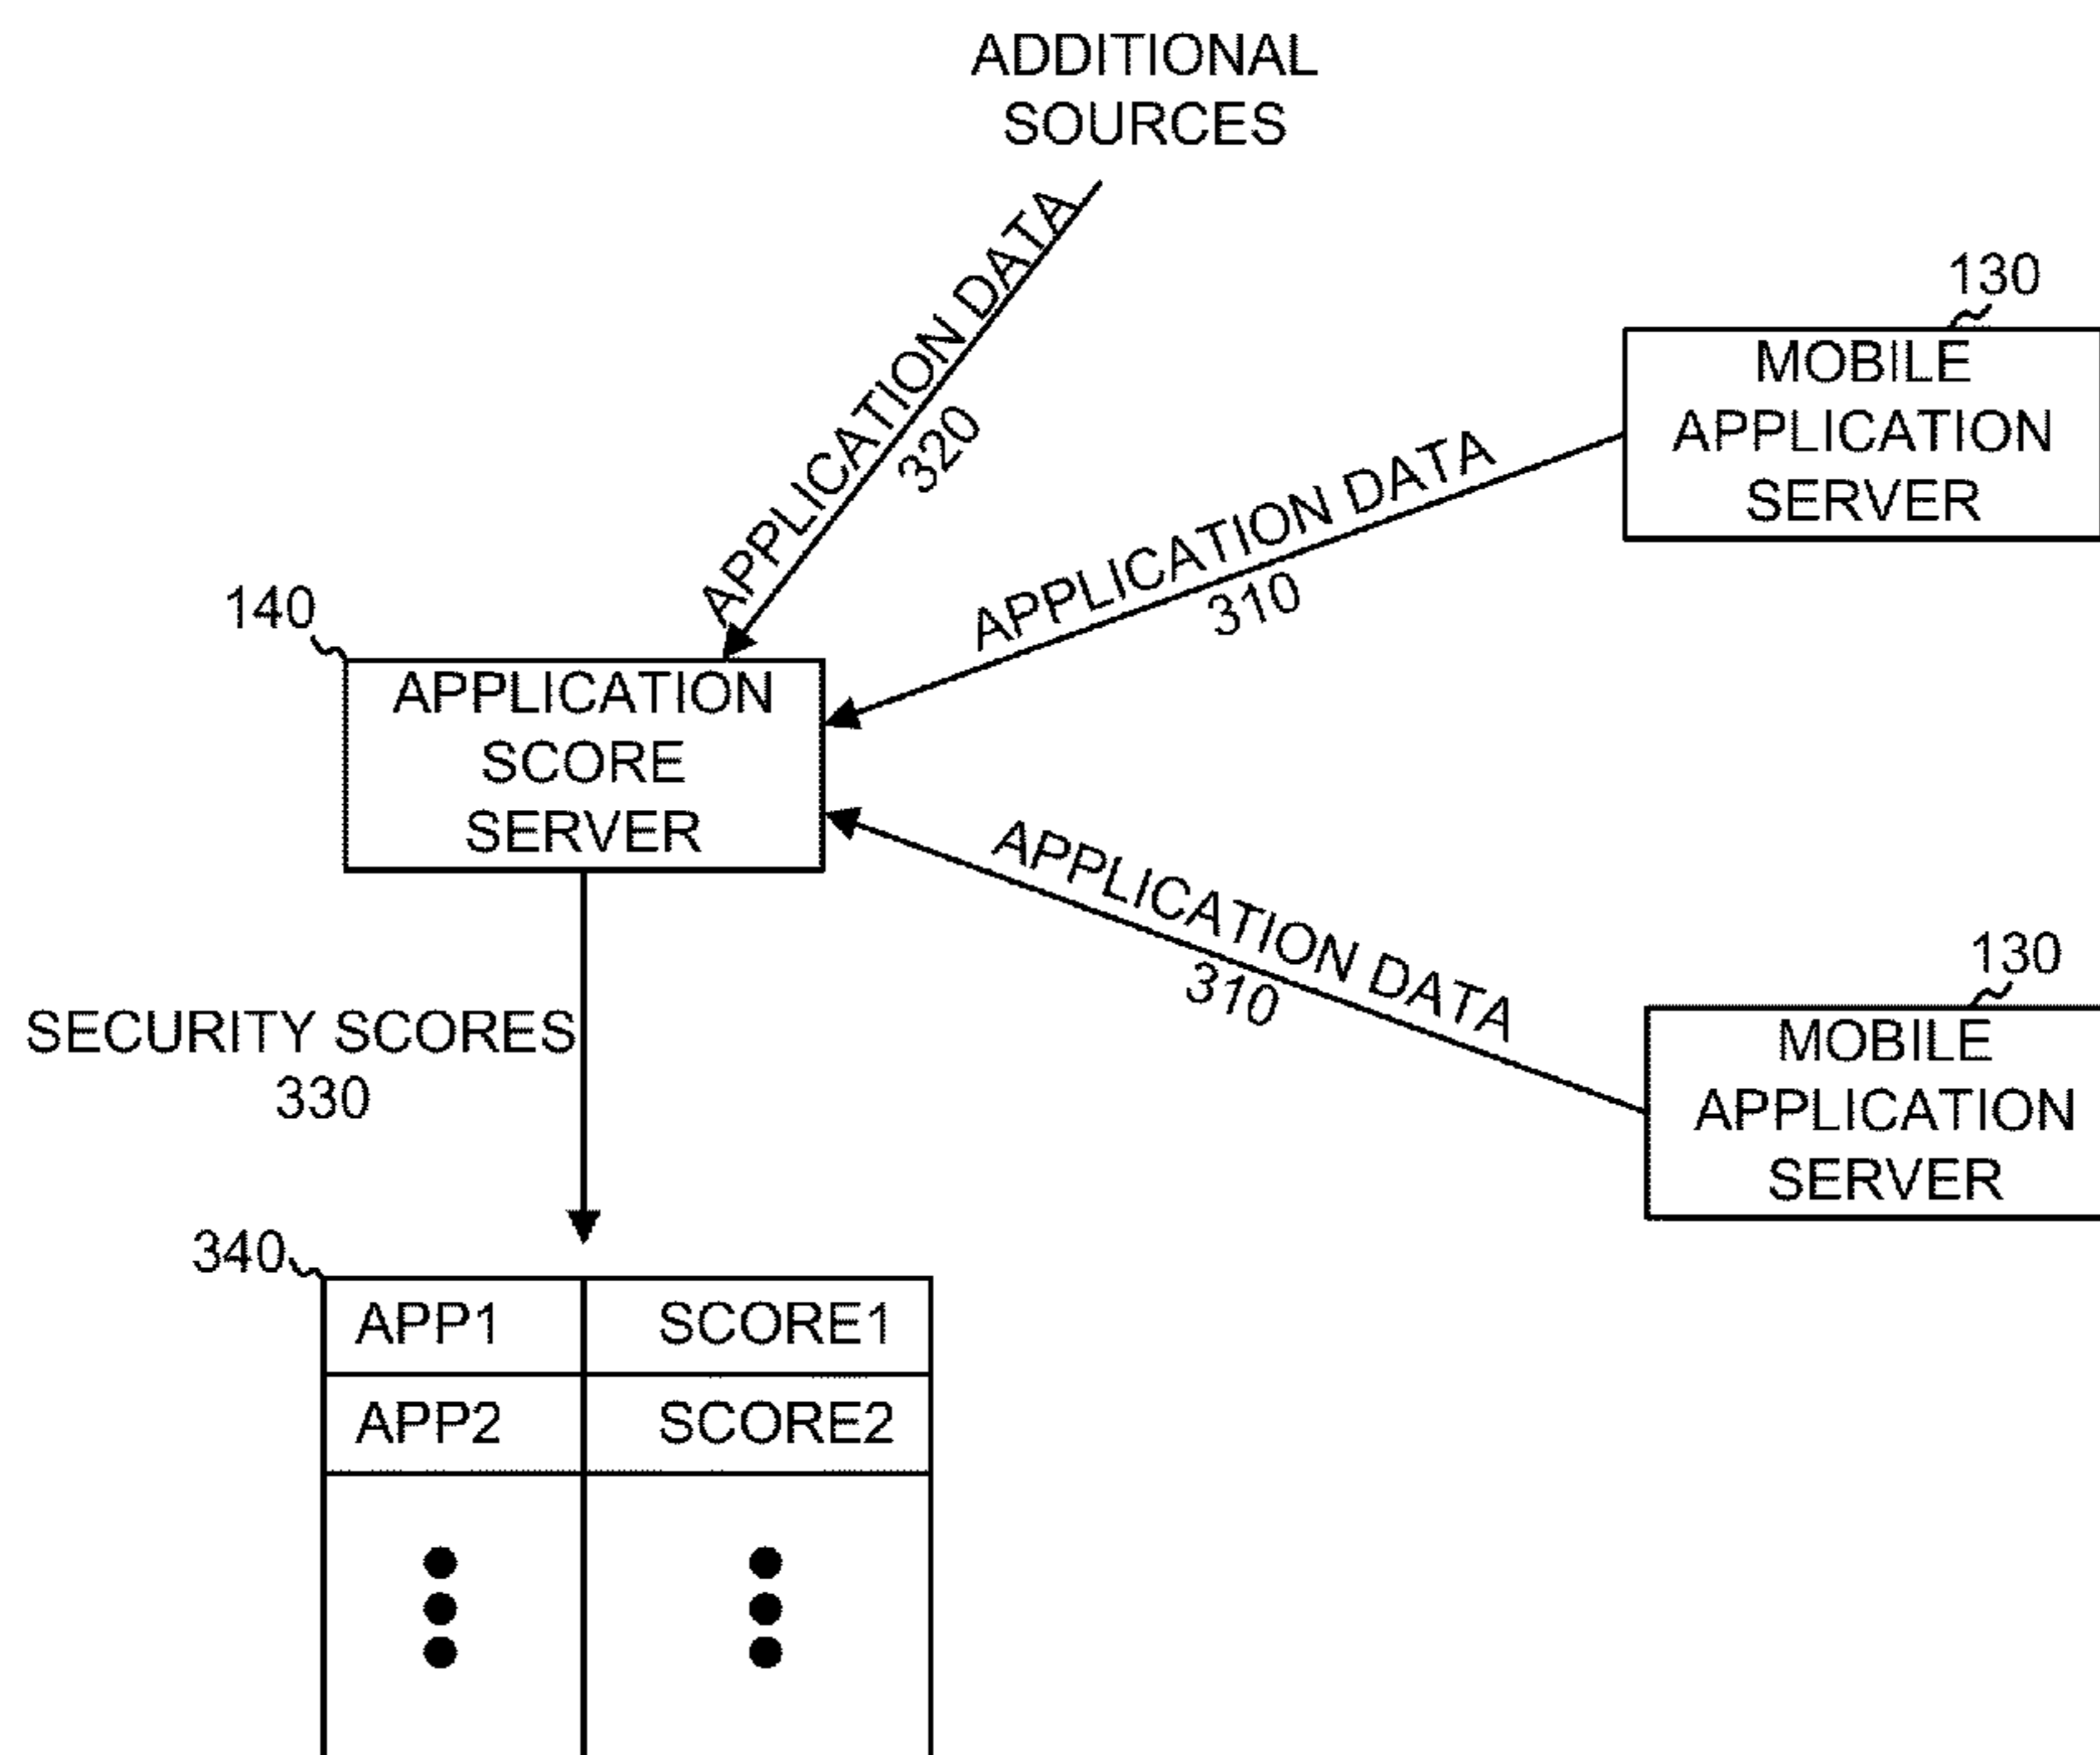 ADDITIONAL
SOURCES
APPLICATION DATA
320
130
MOBILE
APPLICATION
SERVER
APPLICATION DATA
310
140
APPLICATION
SCORE
SERVER
APPLICATION DATA
310
130
MOBILE
APPLICATION
SERVER
SECURITY SCORES
330
340
APP1 SCORE1
APP2 SCORE2